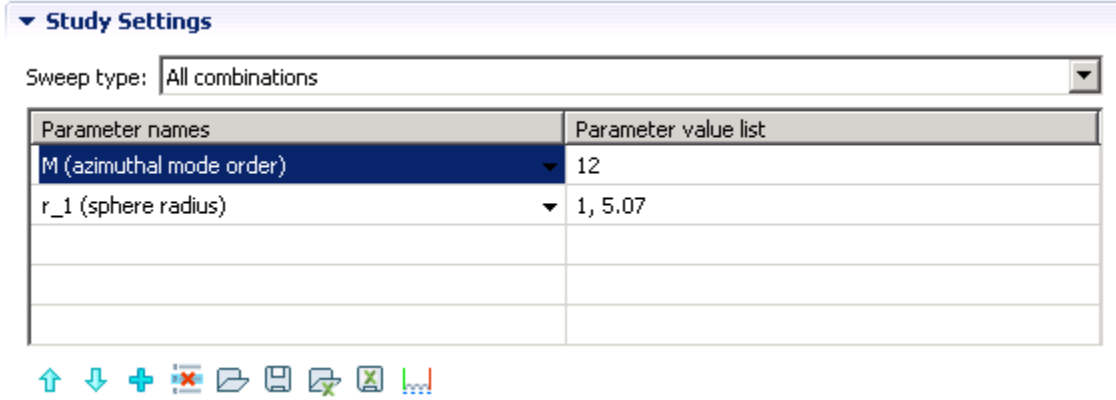 Study Settings
Sweep type: All combinations
Parameter names Parameter value list
M (azimuthal mode order) 12
r_1 (sphere radius) 1, 5.07